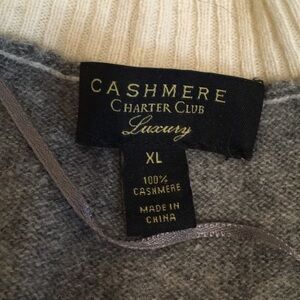 CASHMERE
CHARTER CLUB
Luxury
XL
100%
CASHMERE
MADE IN
CHINA